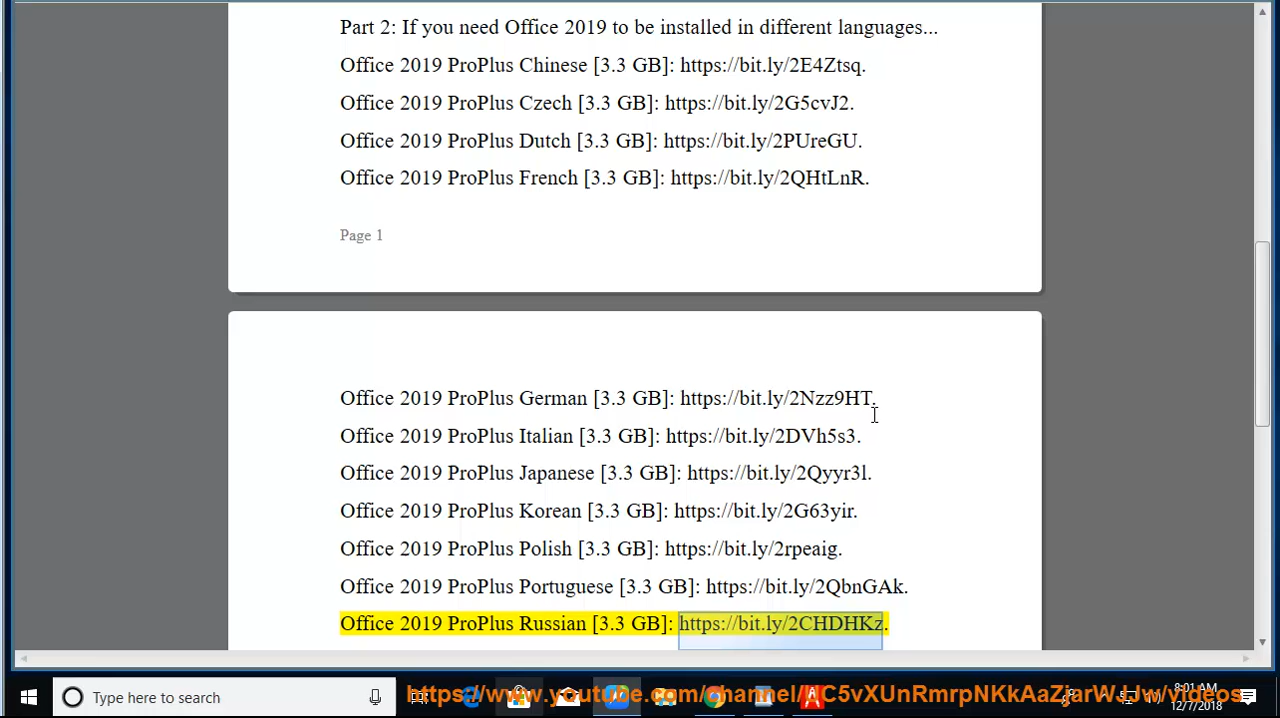 Part 2: If you need Office 2019 to be installed in different languages...
Office 2019 ProPlus Chinese [3.3 GB]: https://bit.ly/2E4Ztsq.
Office 2019 ProPlus Czech [3.3 GB]: https://bit.ly/2G5cvJ2.
Office 2019 ProPlus Dutch [3.3 GB]: https://bit.ly/2PUreGU.
Office 2019 ProPlus French [3.3 GB]: https://bit.ly/2QHtLnR.
Page 1
Office 2019 ProPlus German [3.3 GB]: https://bit.ly/2Nzz9HT.
Office 2019 ProPlus Italian [3.3 GB]: https://bit.ly/2DVh5s3.
Office 2019 ProPlus Japanese [3.3 GB]: https://bit.ly/2Qyyr3l.
Office 2019 ProPlus Korean [3.3 GB]: https://bit.ly/2G63yir.
Office 2019 ProPlus Polish [3.3 GB]: https://bit.ly/2rpeaig.
Office 2019 ProPlus Portuguese [3.3 GB]: https://bit.ly/2QbnGAk.
Office 2019 ProPlus Russian [3.3 GB]: https://bit.ly/2CHDHKz.
Type here to search
8:01 AM
12/7/2018